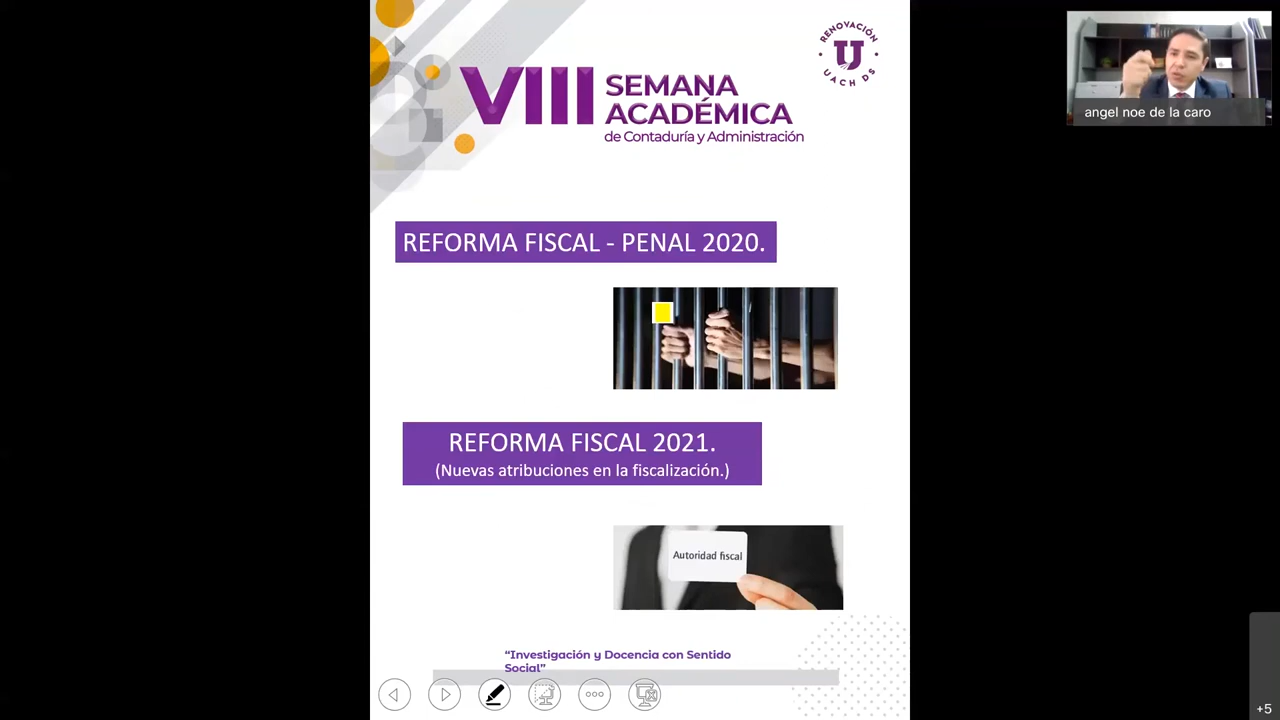 RENOVACIÓN
U
UACH DS
VIII SEMANA
ACADÉMICA
de Contaduría y Administración
angel noe de la caro
REFORMA FISCAL - PENAL 2020.
REFORMA FISCAL 2021.
(Nuevas atribuciones en la fiscalización.)
Autoridad fiscal
“Investigación y Docencia con Sentido
Social”
+5